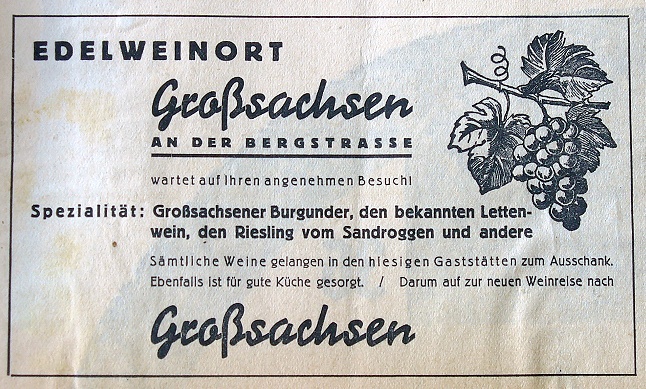 EDELWEINORT
Großsachsen
AN DER BERGSTRASSE
wartet auf Ihren angenehmen Besuch!
Spezialität: Großsachsener Burgunder, den bekannten Letten-
wein, den Riesling vom Sandroggen und andere
Sämtliche Weine gelangen in den hiesigen Gaststätten zum Ausschank.
Ebenfalls ist für gute Küche gesorgt. / Darum auf zur neuen Weinreise nach
Großsachsen